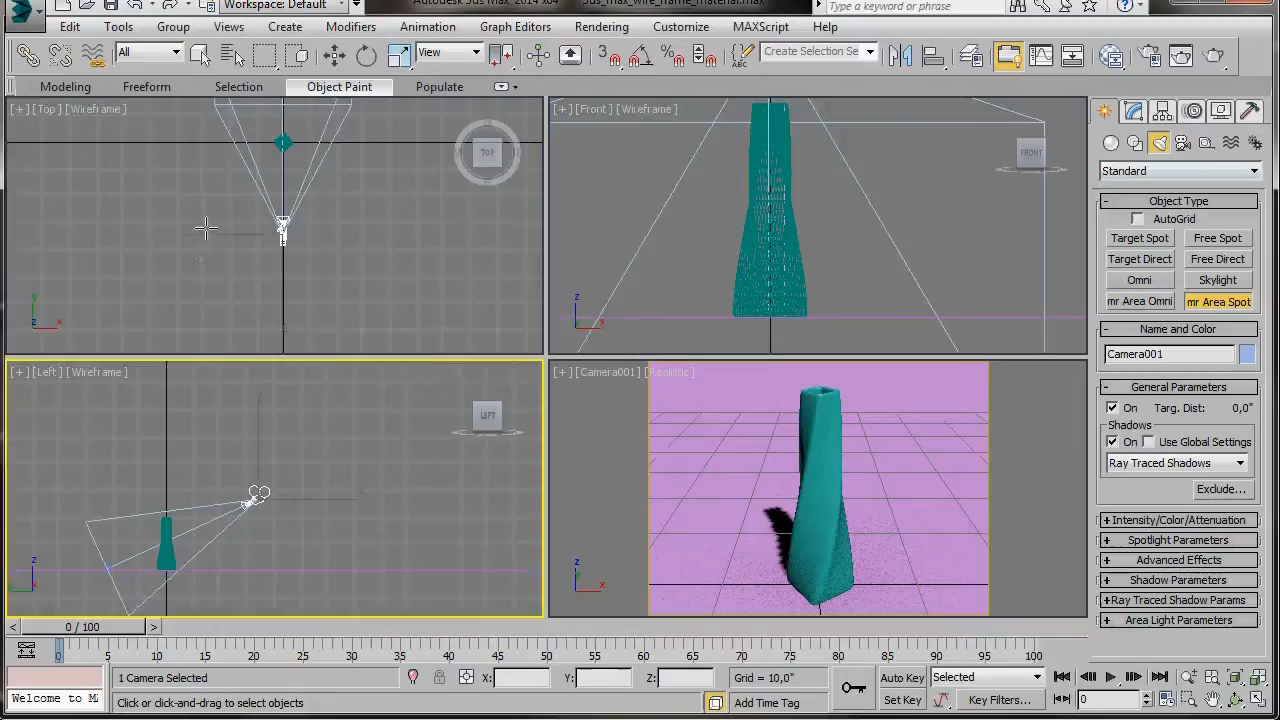 Workspace: Default
Autodesk 3ds Max 2014 x64
3ds_max_wire_frame_material.max
Type a keyword or phrase
Edit Tools Group Views Create Modifiers Animation Graph Editors Rendering Customize MAXScript Help
All
View
3
Create Selection Se
ABC
Modeling Freeform Selection Object Paint Populate
[+] [Top] [Wireframe]
TOP
y
z
x
[+] [Front] [Wireframe]
FRONT
z
x
Standard
Object Type
AutoGrid
Target Spot Free Spot
Target Direct Free Direct
Omni Skylight
mr Area Omni mr Area Spot
Name and Color
Camera001
[+] [Left] [Wireframe]
LEFT
z
x
[+] [Camera001] [Realistic]
z
x
General Parameters
On Targ. Dist: 0,0"
Shadows
On Use Global Settings
Ray Traced Shadows
Exclude...
+ Intensity/Color/Attenuation
+ Spotlight Parameters
+ Advanced Effects
+ Shadow Parameters
+ Ray Traced Shadow Params
+ Area Light Parameters
< 0 / 100 >
0 5 10 15 20 25 30 35 40 45 50 55 60 65 70 75 80 85 90 95 100
1 Camera Selected
X: Y: Z:
Grid = 10,0"
Auto Key
Selected
Welcome to M
Click or click-and-drag to select objects
Add Time Tag
Set Key
Key Filters...
0